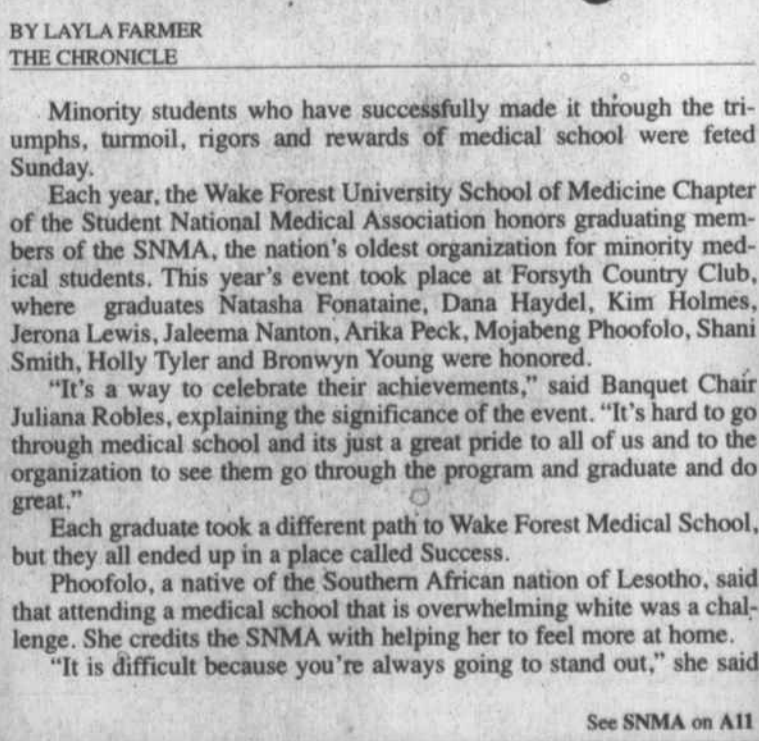 BY LAYLA FARMER
THE CHRONICLE
Minority students who have successfully made it through the tri-
umphs, turmoil, rigors and rewards of medical school were feted
Sunday.
Each year, the Wake Forest University School of Medicine Chapter
of the Student National Medical Association honors graduating mem-
bers of the SNMA, the nation's oldest organization for minority med-
ical students. This year's event took place at Forsyth Country Club,
where graduates Natasha Fonataine, Dana Haydel, Kim Holmes,
Jerona Lewis, Jaleema Nanton, Arika Peck, Mojabeng Phoofolo, Shani
Smith, Holly Tyler and Bronwyn Young were honored.
"It's a way to celebrate their achievements," said Banquet Chair
Juliana Robles, explaining the significance of the event. "It's hard to go
through medical school and its just a great pride to all of us and to the
organization to see them go through the program and graduate and do
great."
Each graduate took a different path to Wake Forest Medical School,
but they all ended up in a place called Success.
Phoofolo, a native of the Southern African nation of Lesotho, said
that attending a medical school that is overwhelming white was a chal-
lenge. She credits the SNMA with helping her to feel more at home.
"It is difficult because you're always going to stand out," she said
See SNMA on A11